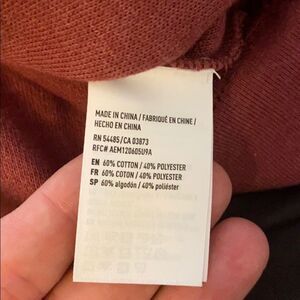 MADE IN CHINA / FABRIQUÉ EN CHINE /
HECHO EN CHINA
RN 54485/CA 03873
RFC# AEM120605U9A
EN 60% COTTON / 40% POLYESTER
FR 60% COTON / 40% POLYESTER
SP 60% algodón / 40% poliéster